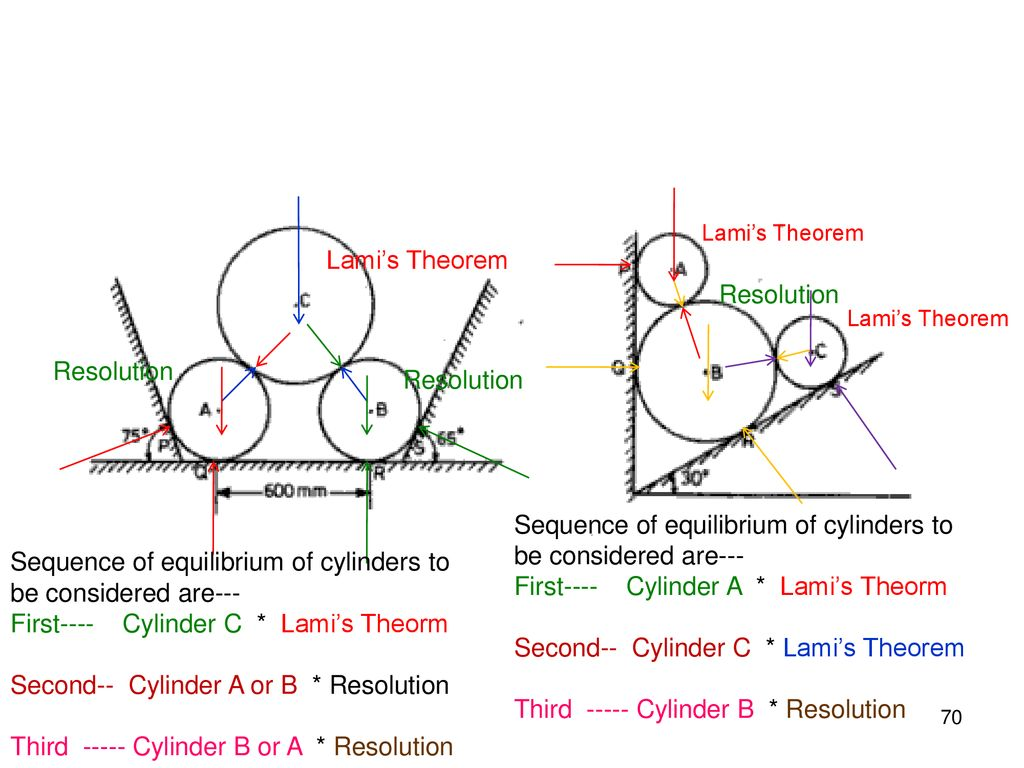 Lami's Theorem
C
Resolution
Resolution
A
B
75°
P
S
65°
Q
R
600 mm
Sequence of equilibrium of cylinders to
be considered are---
First---- Cylinder C * Lami's Theorm
Second-- Cylinder A or B * Resolution
Third ----- Cylinder B or A * Resolution
Lami's Theorem
P
A
Resolution
Lami's Theorem
C
Q
B
S
R
30°
Sequence of equilibrium of cylinders to
be considered are---
First---- Cylinder A * Lami's Theorm
Second-- Cylinder C * Lami's Theorem
Third ----- Cylinder B * Resolution
70